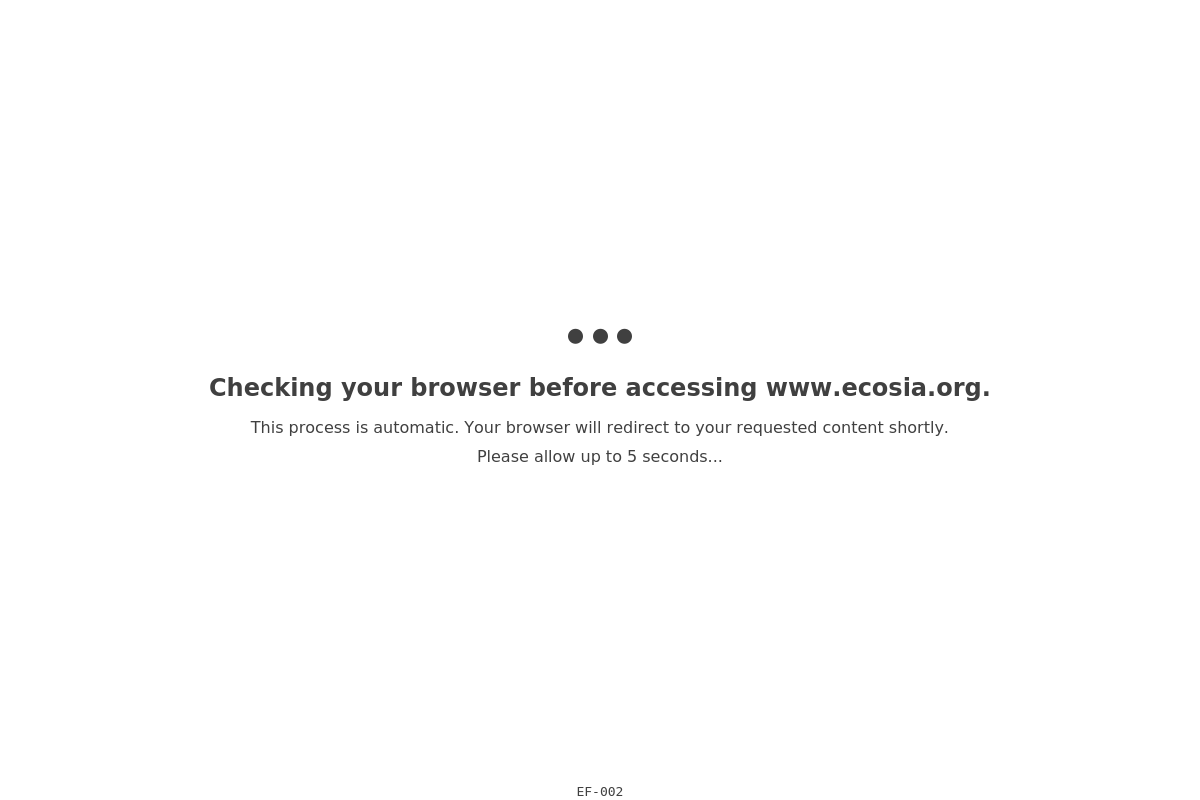 Checking your browser before accessing www.ecosia.org.
This process is automatic. Your browser will redirect to your requested content shortly.
Please allow up to 5 seconds…
EF-002